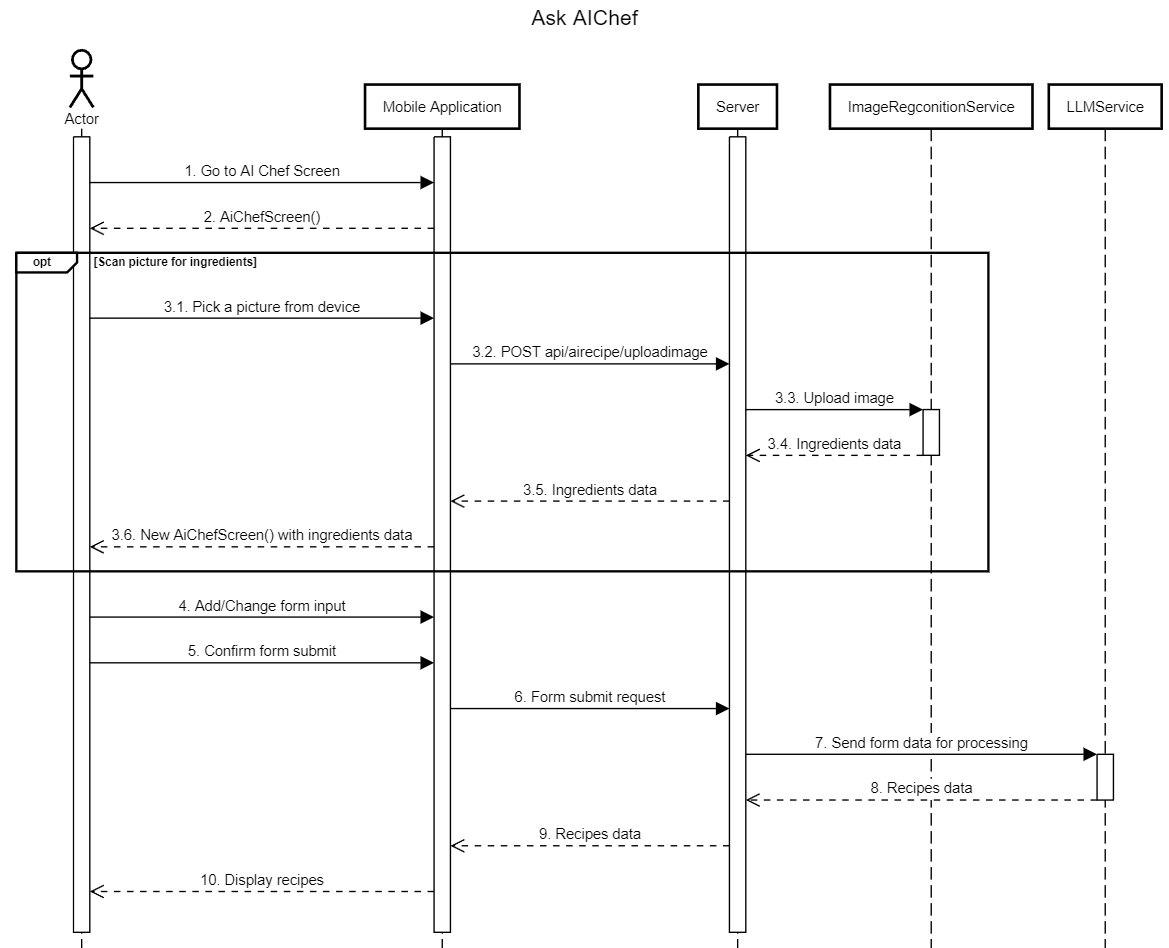 Ask AIChef
Actor
Mobile Application
Server
ImageRegconitionService
LLMService
1. Go to AI Chef Screen
2. AiChefScreen()
opt
[Scan picture for ingredients]
3.1. Pick a picture from device
3.2. POST api/airecipe/uploadimage
3.3. Upload image
3.4. Ingredients data
3.5. Ingredients data
3.6. New AiChefScreen() with ingredients data
4. Add/Change form input
5. Confirm form submit
6. Form submit request
7. Send form data for processing
8. Recipes data
9. Recipes data
10. Display recipes